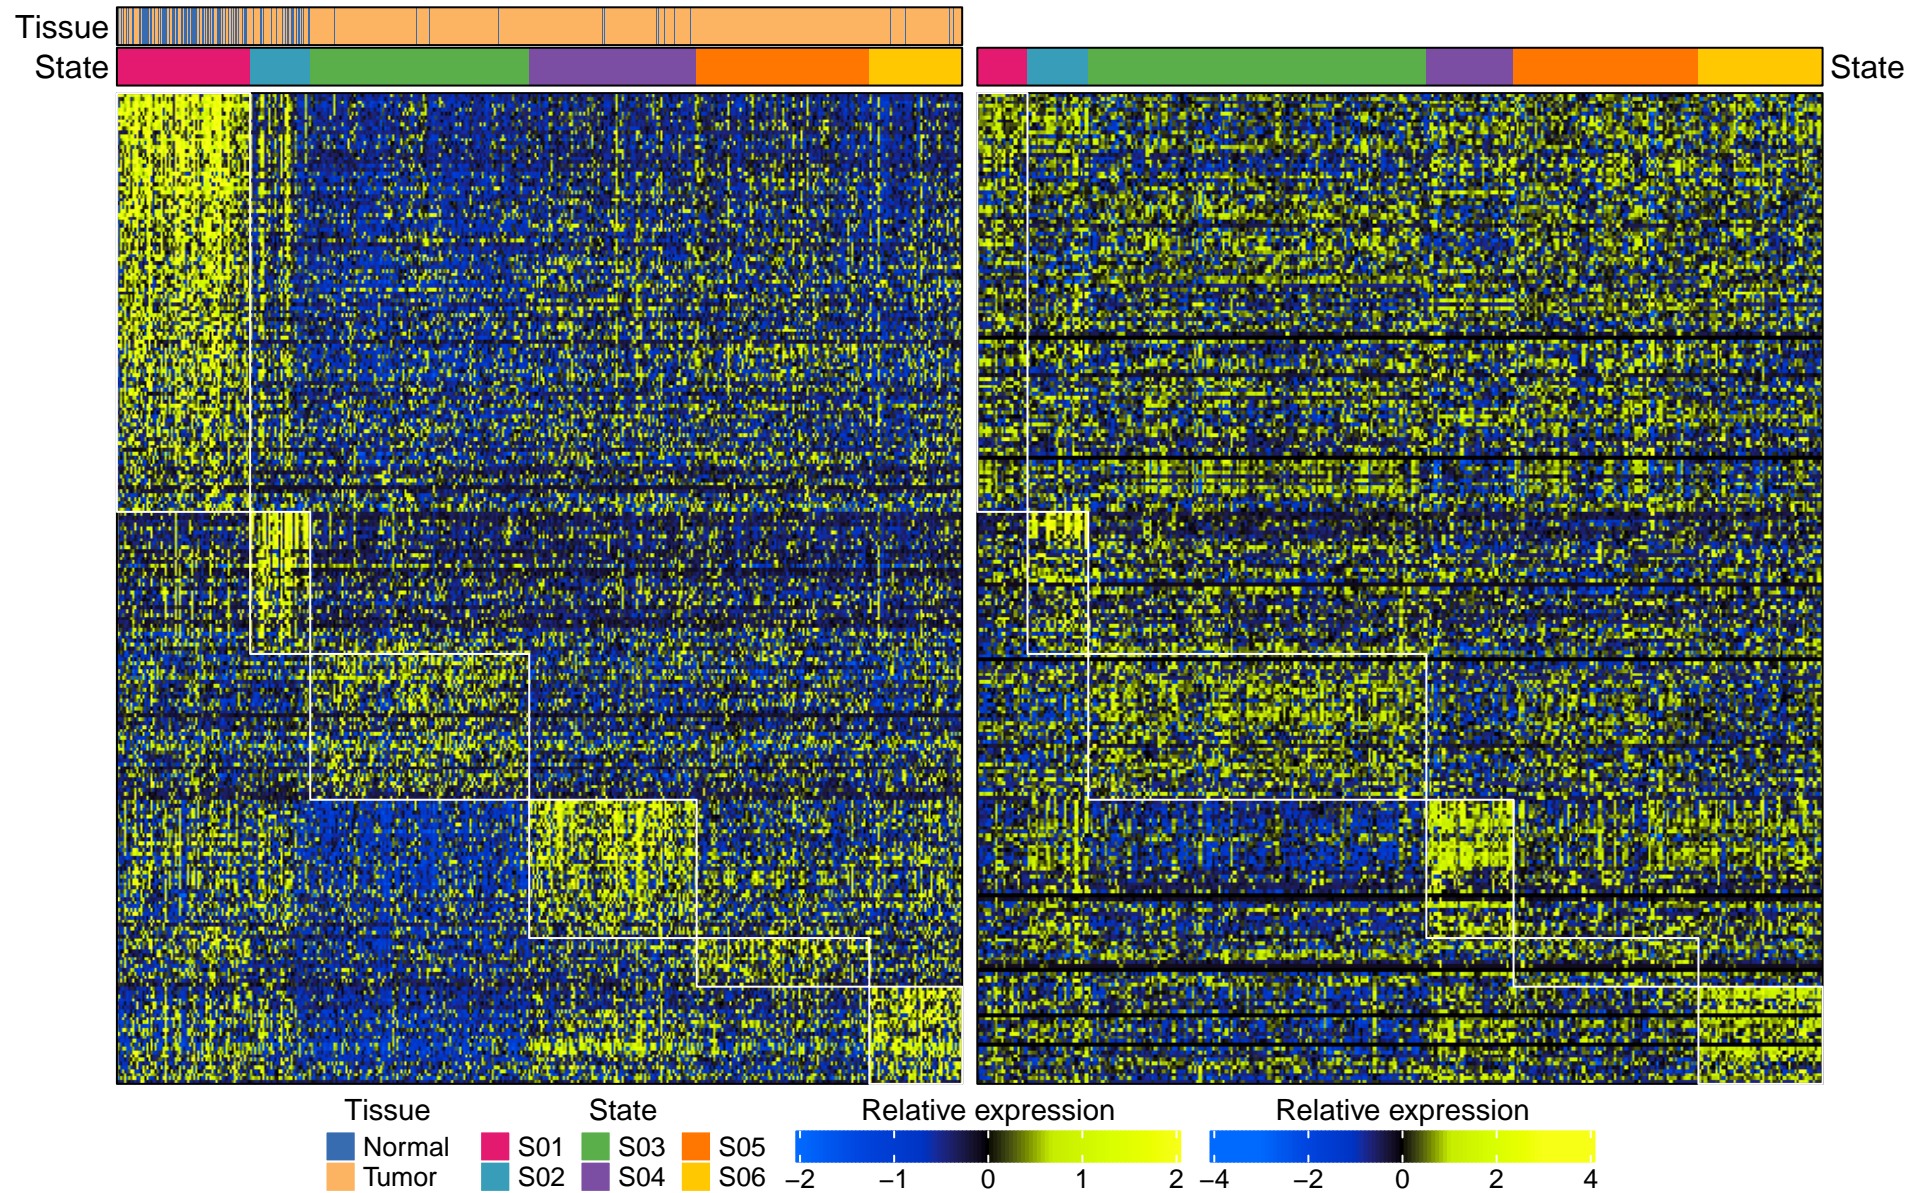 Tissue
State
State
Tissue
Normal
Tumor
State
S01
S02
S03
S04
S05
S06
Relative expression
−2 −1 0 1 2
Relative expression
−4 −2 0 2 4